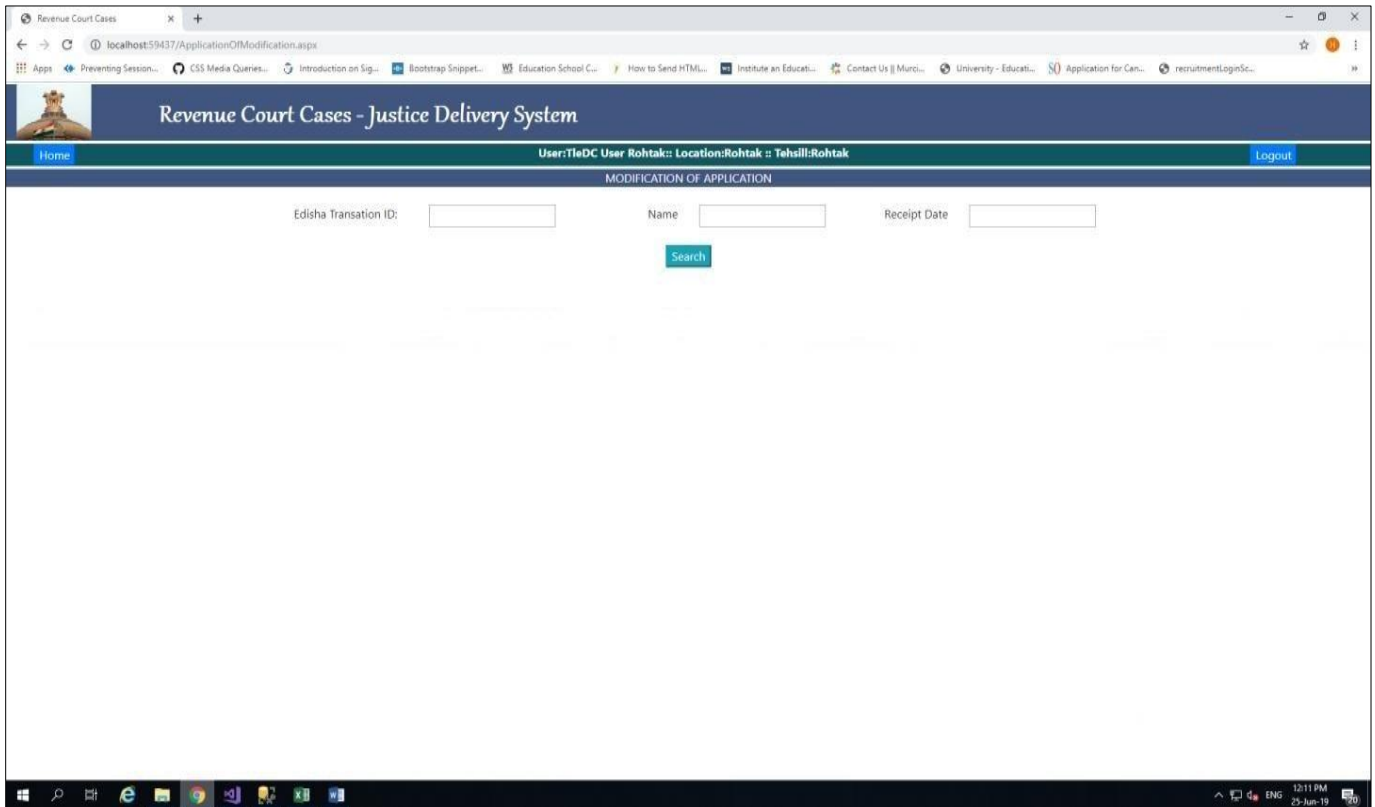 Revenue Court Cases
localhost:59437/ApplicationOfModification.aspx
Apps Preventing Session... CSS Media Queries... Introduction on Sig... Bootstrap Snippet... Education School C... How to Send HTML... Institute an Educati... Contact Us || Murci... University - Educati... Application for Can... recruitmentLoginSc...
Revenue Court Cases - Justice Delivery System
Home User:TleDC User Rohtak:: Location:Rohtak :: Tehsill:Rohtak Logout
MODIFICATION OF APPLICATION
Edisha Transation ID: Name Receipt Date
Search
ENG 12:11 PM
25-Jun-19 20